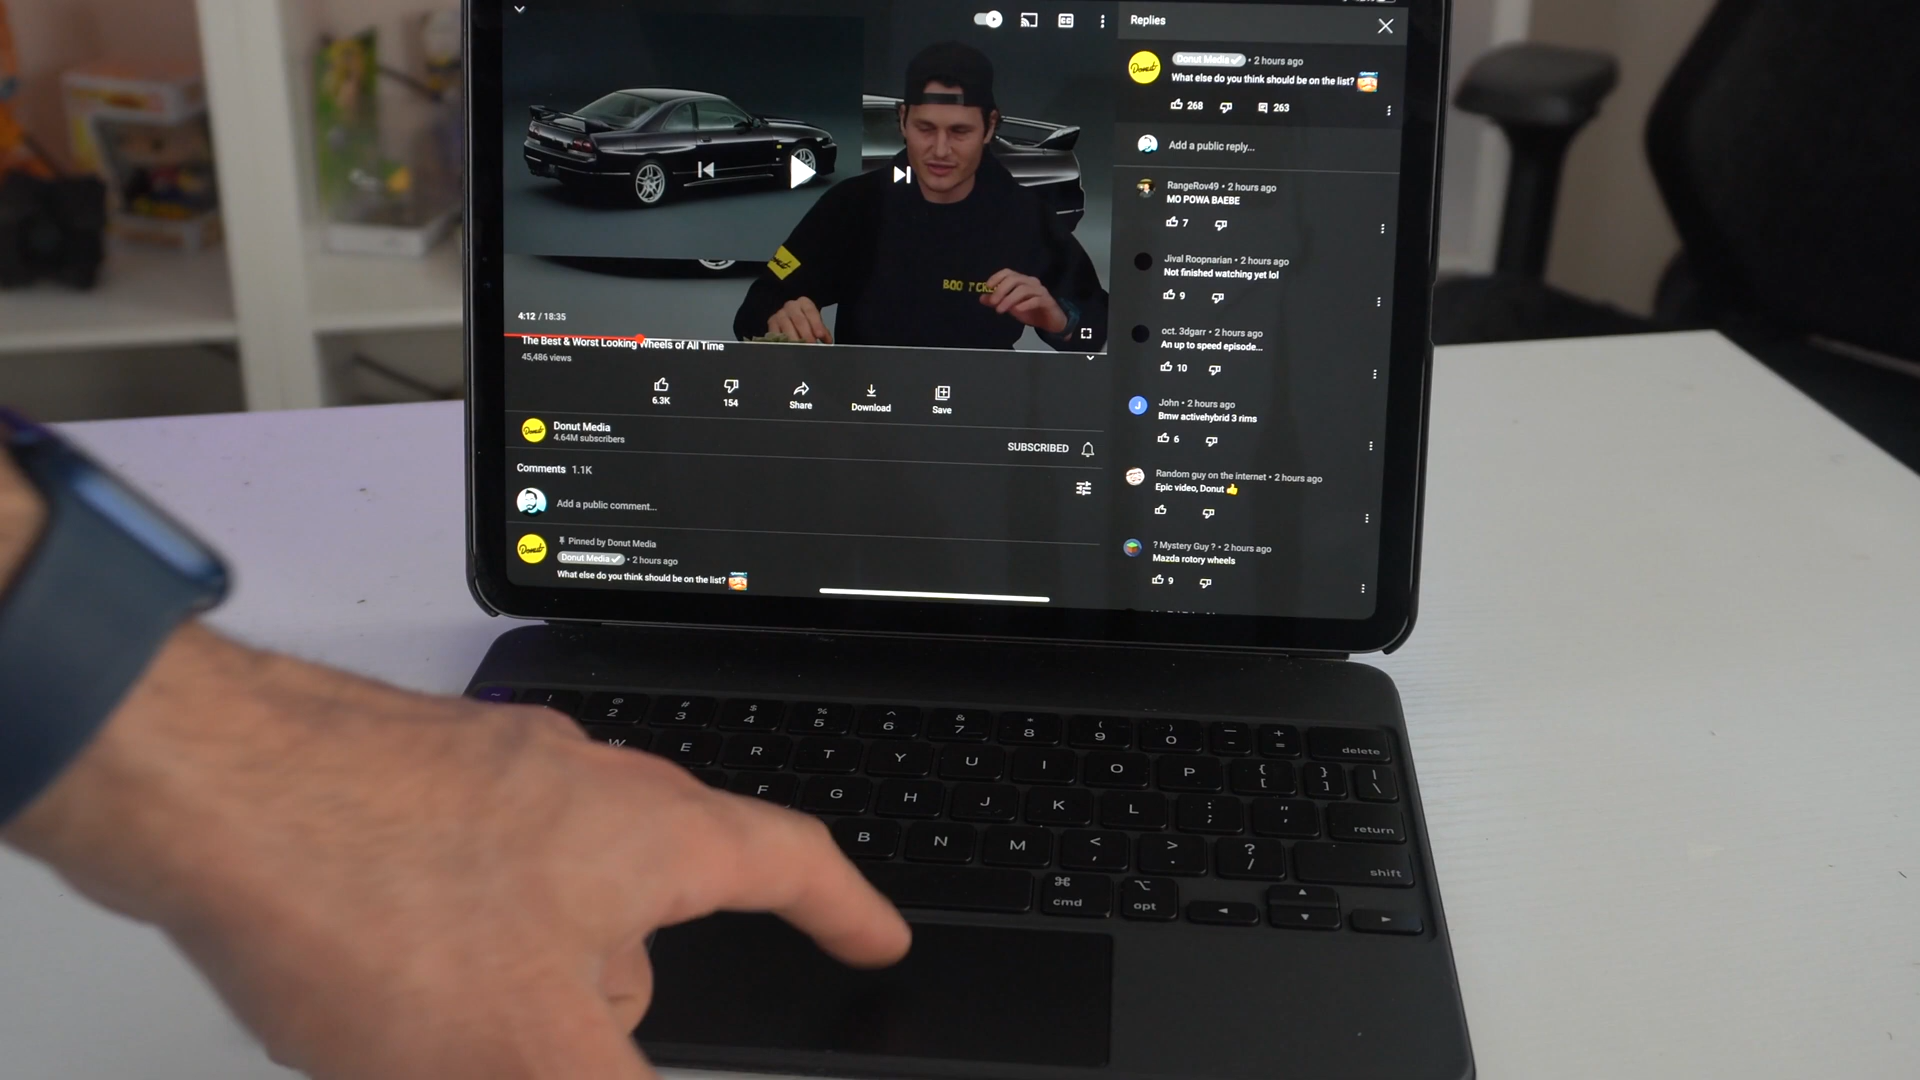 Replies
Donut Media • 2 hours ago
What else do you think should be on the list?
268 263
Add a public reply...
RangeRov49 • 2 hours ago
MO POWA BAEBE
7
Jival Roopnarian • 2 hours ago
Not finished watching yet lol
9
oct. 3dgarr • 2 hours ago
An up to speed episode...
10
J
John • 2 hours ago
Bmw activehybrid 3 rims
6
Random guy on the internet • 2 hours ago
Epic video, Donut 👍
? Mystery Guy ? • 2 hours ago
Mazda rotory wheels
9
CC
4:12 / 18:35
The Best & Worst Looking Wheels of All Time
45,486 views
6.3K 154 Share Download Save
Donut
Donut Media
4.64M subscribers
SUBSCRIBED
Comments 1.1K
Add a public comment...
Donut
Pinned by Donut Media
Donut Media • 2 hours ago
What else do you think should be on the list?
~ ! @ 2 # 3 $ 4 % 5 ^ 6 & 7 * 8 ( 9 ) 0 _ - + = delete
W E R T Y U I O P { [ } ] | \
F G H J K L : ; " ' return
B N M < , > . ? / shift
⌘ cmd ⌥ opt ◄ ▲ ▼ ►